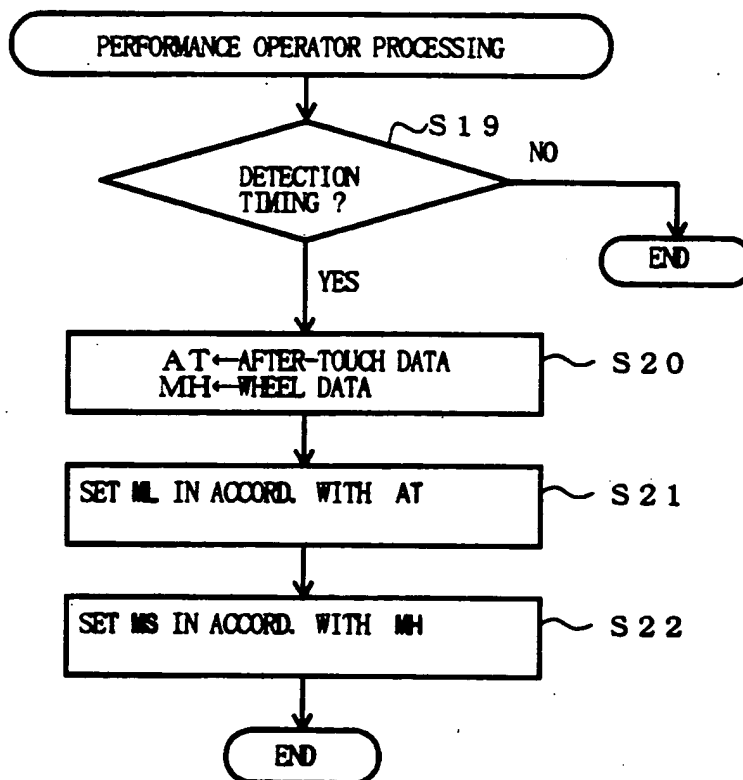 PERFORMANCE OPERATOR PROCESSING
S19
DETECTION
TIMING ?
NO
END
YES
AT←AFTER-TOUCH DATA
MH←WHEEL DATA
S20
SET ML IN ACCORD. WITH AT
S21
SET MS IN ACCORD. WITH MH
S22
END